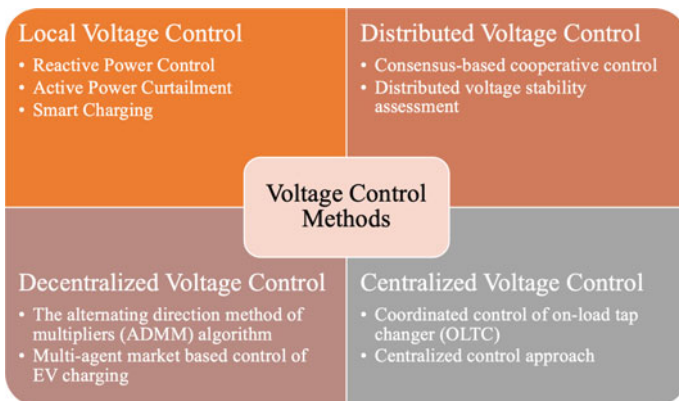 Local Voltage Control
• Reactive Power Control
• Active Power Curtailment
• Smart Charging
Distributed Voltage Control
• Consensus-based cooperative control
• Distributed voltage stability
assessment
Voltage Control
Methods
Decentralized Voltage Control
• The alternating direction method of
multipliers (ADMM) algorithm
• Multi-agent market based control of
EV charging
Centralized Voltage Control
• Coordinated control of on-load tap
changer (OLTC)
• Centralized control approach